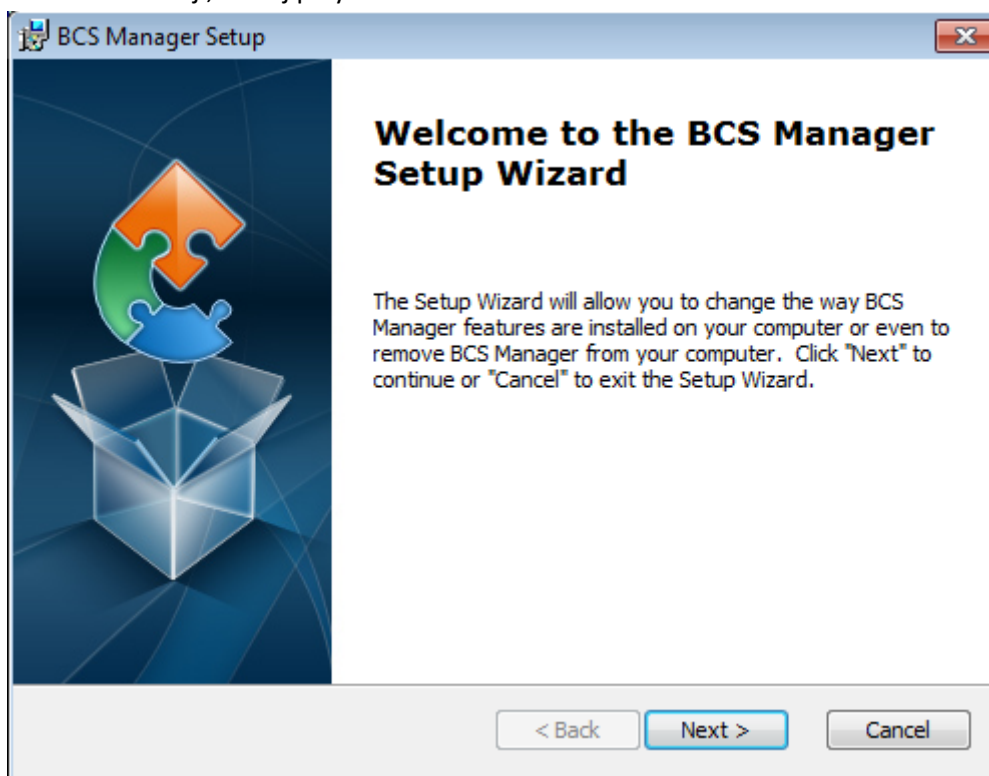 BCS Manager Setup
Welcome to the BCS Manager
Setup Wizard
The Setup Wizard will allow you to change the way BCS
Manager features are installed on your computer or even to
remove BCS Manager from your computer. Click "Next" to
continue or "Cancel" to exit the Setup Wizard.
< Back Next > Cancel